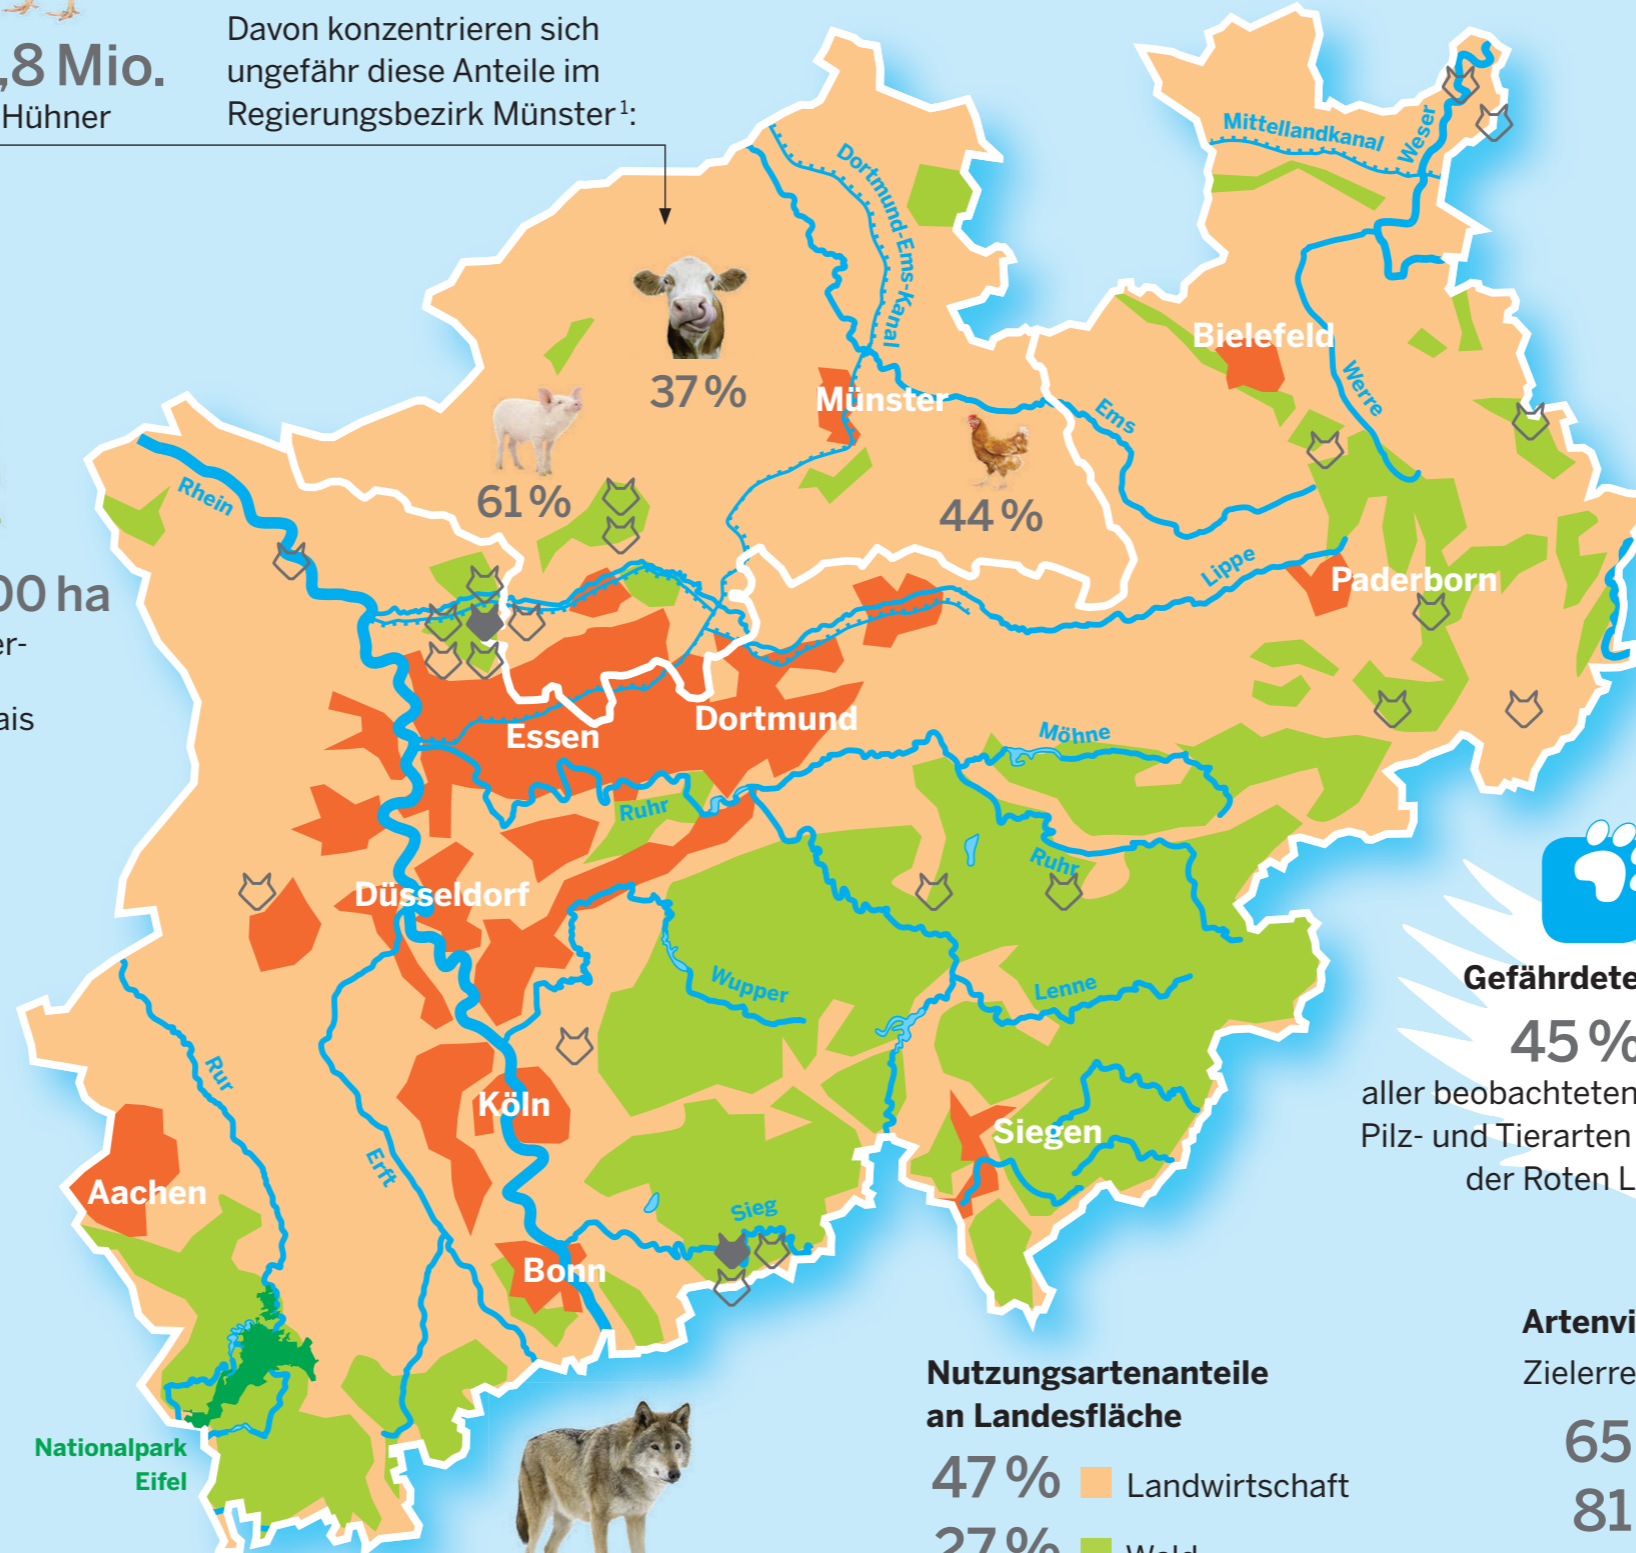 ,8 Mio.
Hühner
Davon konzentrieren sich
ungefähr diese Anteile im
Regierungsbezirk Münster¹:
00 ha
er-
ais
37 %
61 %
44 %
Mittellandkanal
Weser
Dortmund-Ems-Kanal
Bielefeld
Münster
Werre
Ems
Rhein
Lippe
Paderborn
Essen
Dortmund
Möhne
Ruhr
Ruhr
Düsseldorf
Wupper
Lenne
Rur
Köln
Siegen
Erft
Aachen
Sieg
Bonn
Nationalpark
Eifel
Gefährdete
45 %
aller beobachteten
Pilz- und Tierarten
der Roten L
Nutzungsartenanteile
an Landesfläche
47 % Landwirtschaft
27 % Wald
Artenvi
Zielerre
65
81